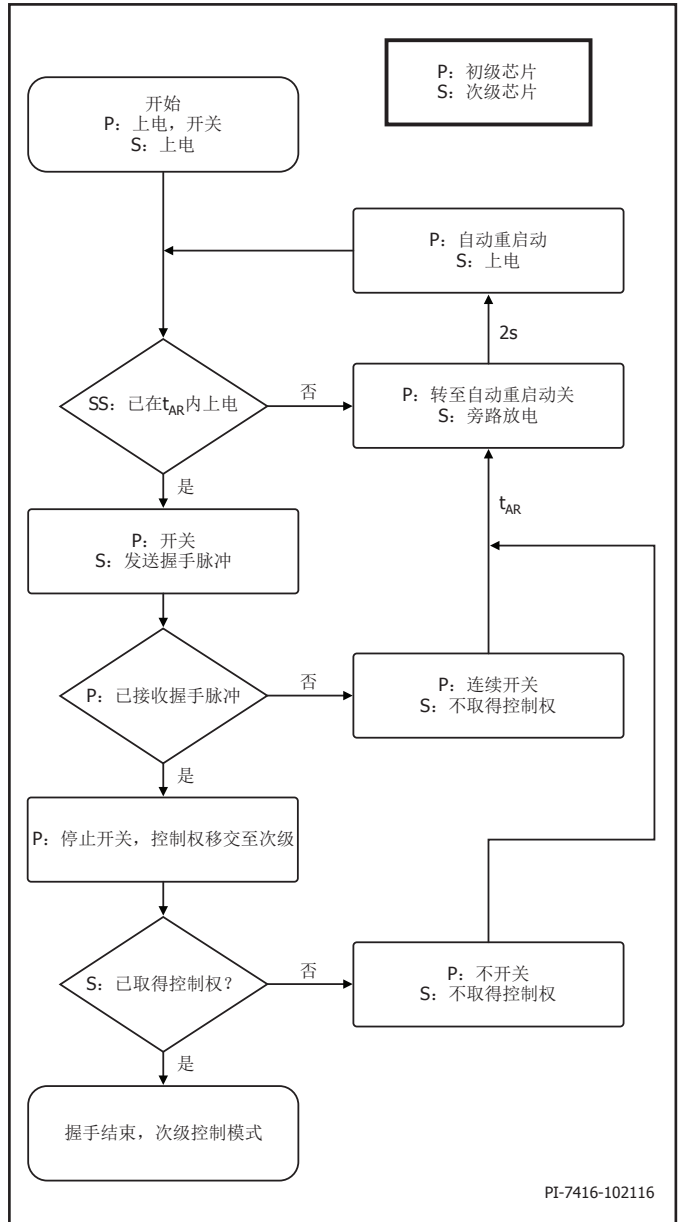 P：初级芯片
S：次级芯片
开始
P：上电，开关
S：上电
P：自动重启动
S：上电
2s
SS：已在tAR内上电
否
P：转至自动重启动关
S：旁路放电
是
tAR
P：开关
S：发送握手脉冲
P：已接收握手脉冲
否
P：连续开关
S：不取得控制权
是
P：停止开关，控制权移交至次级
S：已取得控制权？
否
P：不开关
S：不取得控制权
是
握手结束，次级控制模式
PI-7416-102116